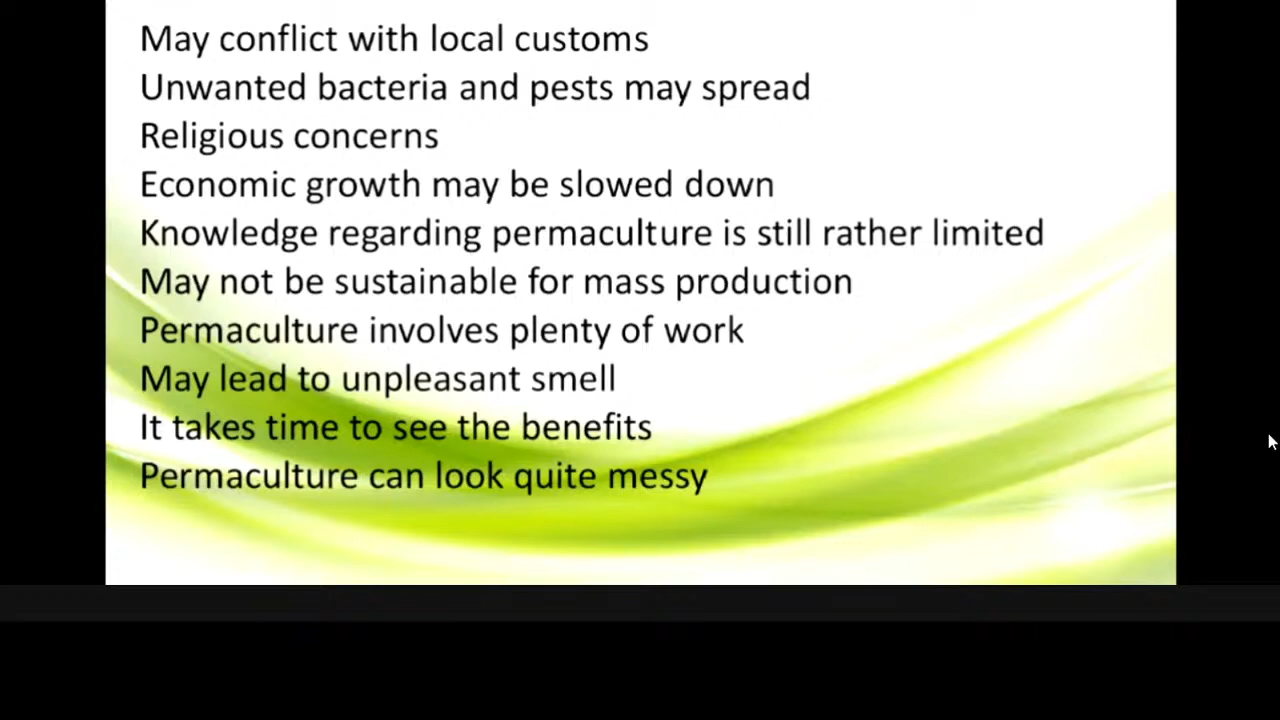 May conflict with local customs
Unwanted bacteria and pests may spread
Religious concerns
Economic growth may be slowed down
Knowledge regarding permaculture is still rather limited
May not be sustainable for mass production
Permaculture involves plenty of work
May lead to unpleasant smell
It takes time to see the benefits
Permaculture can look quite messy